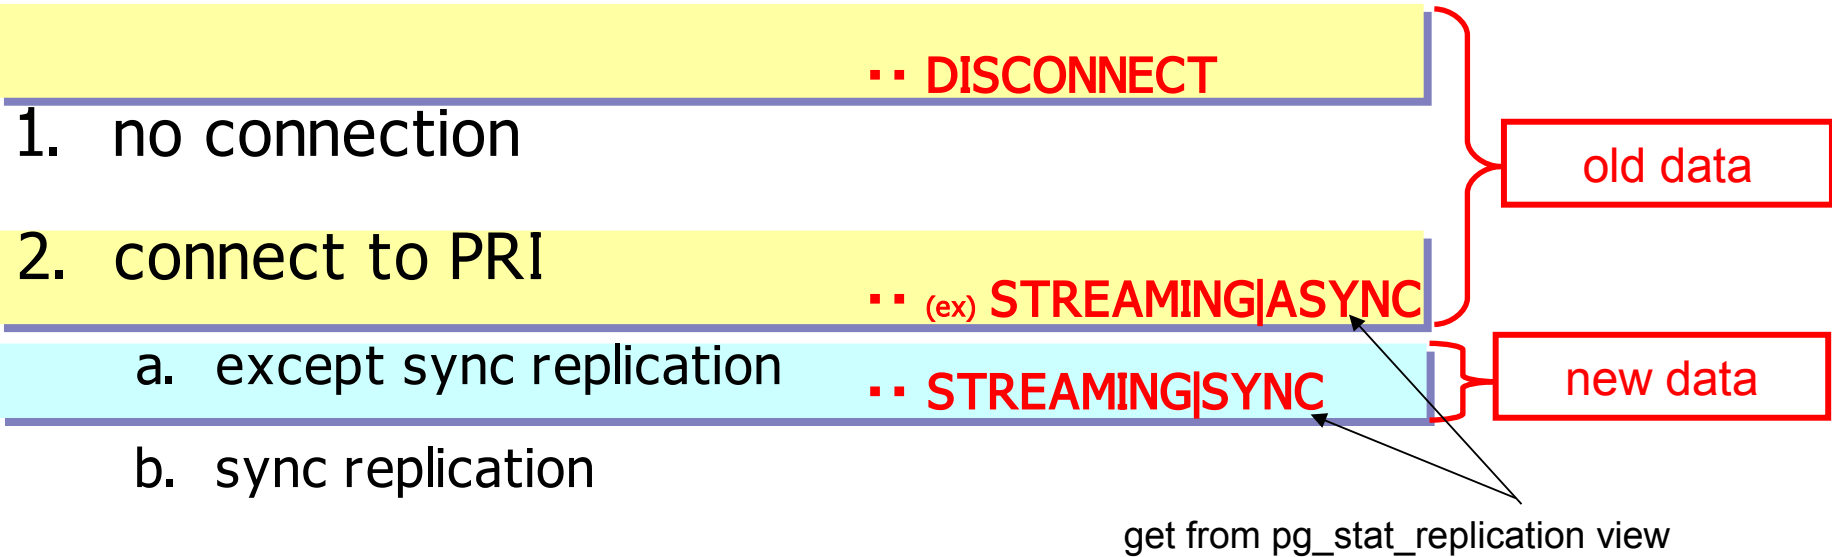 ·· DISCONNECT
1. no connection
old data
2. connect to PRI
·· (ex) STREAMING|ASYNC
a. except sync replication
·· STREAMING|SYNC
new data
b. sync replication
get from pg_stat_replication view